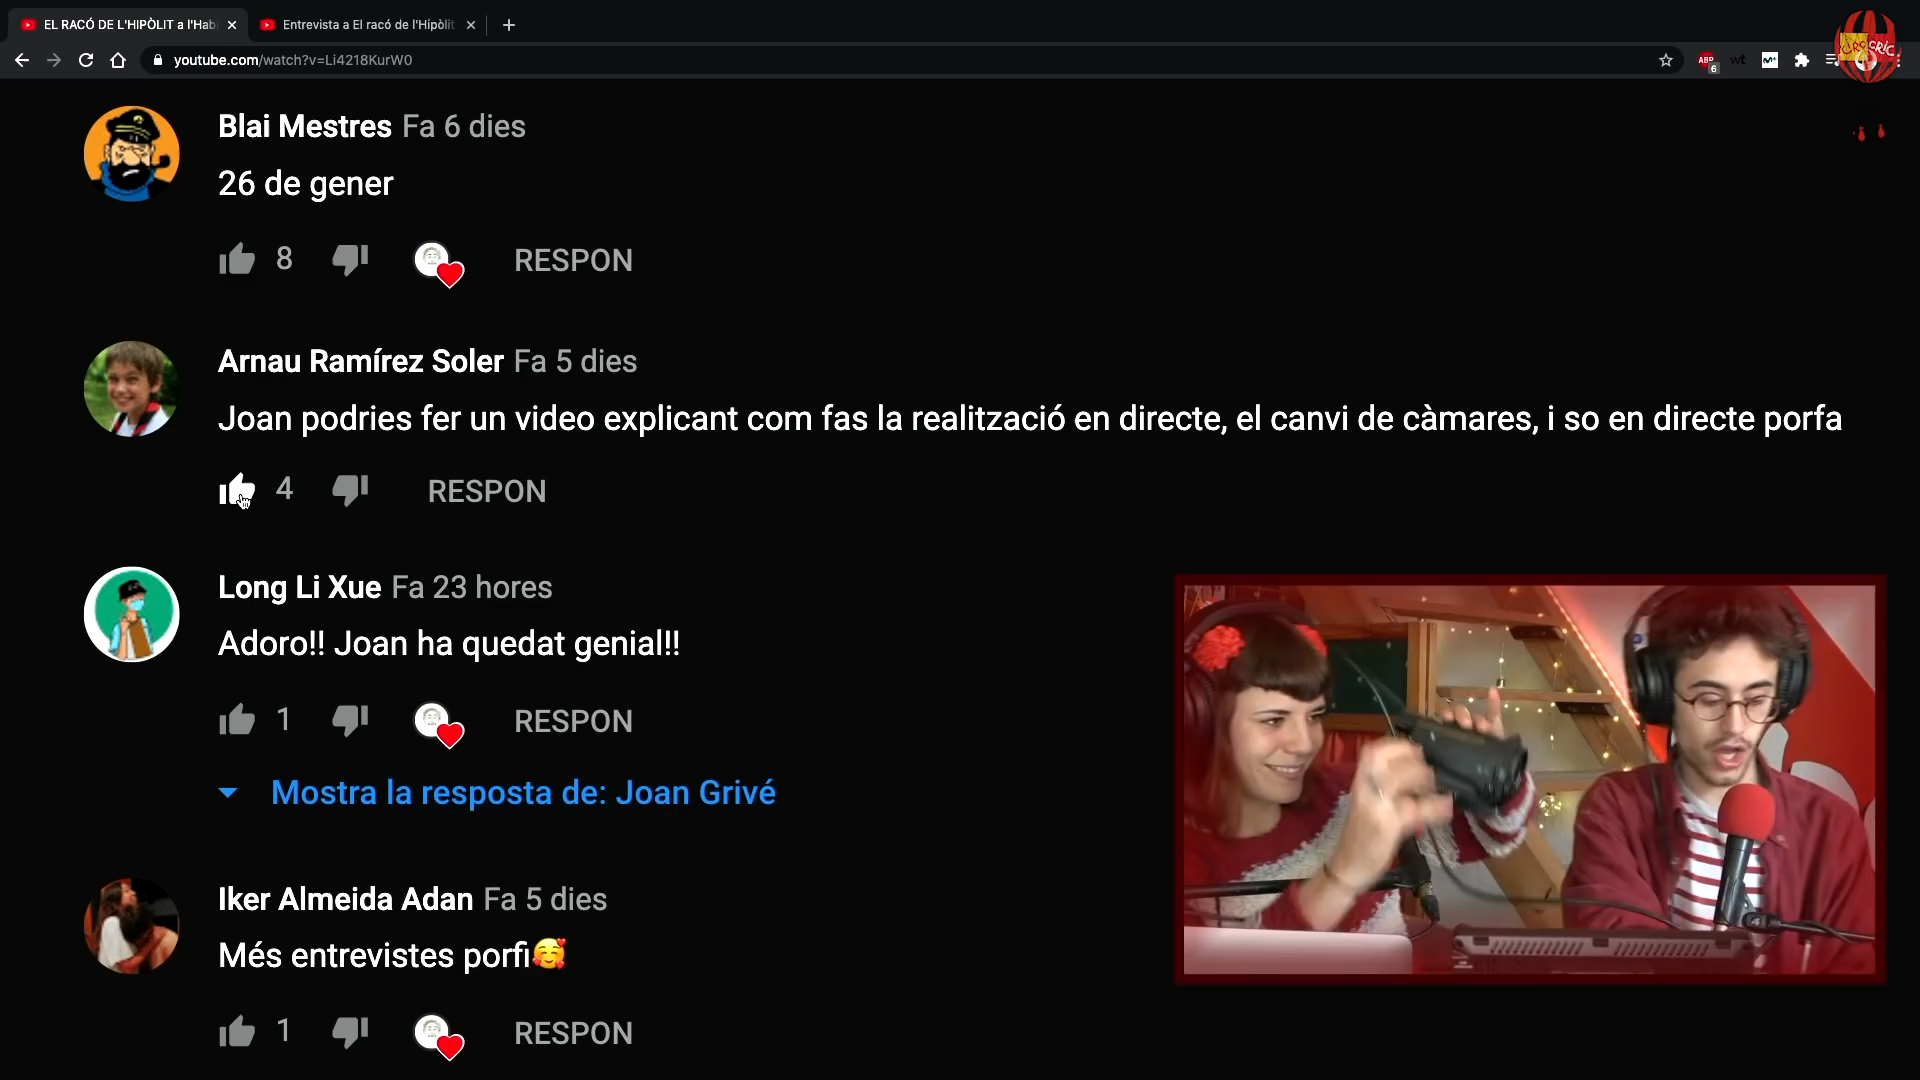 EL RACÓ DE L'HIPÒLIT a l'Hab
Entrevista a El racó de l'Hipòlit
youtube.com/watch?v=Li4218KurW0
ABP
6
wt
M+
Blai Mestres Fa 6 dies
26 de gener
8 RESPON
Arnau Ramírez Soler Fa 5 dies
Joan podries fer un video explicant com fas la realització en directe, el canvi de càmares, i so en directe porfa
4 RESPON
Long Li Xue Fa 23 hores
Adoro!! Joan ha quedat genial!!
1 RESPON
Mostra la resposta de: Joan Grivé
Iker Almeida Adan Fa 5 dies
Més entrevistes porfi🥰
1 RESPON